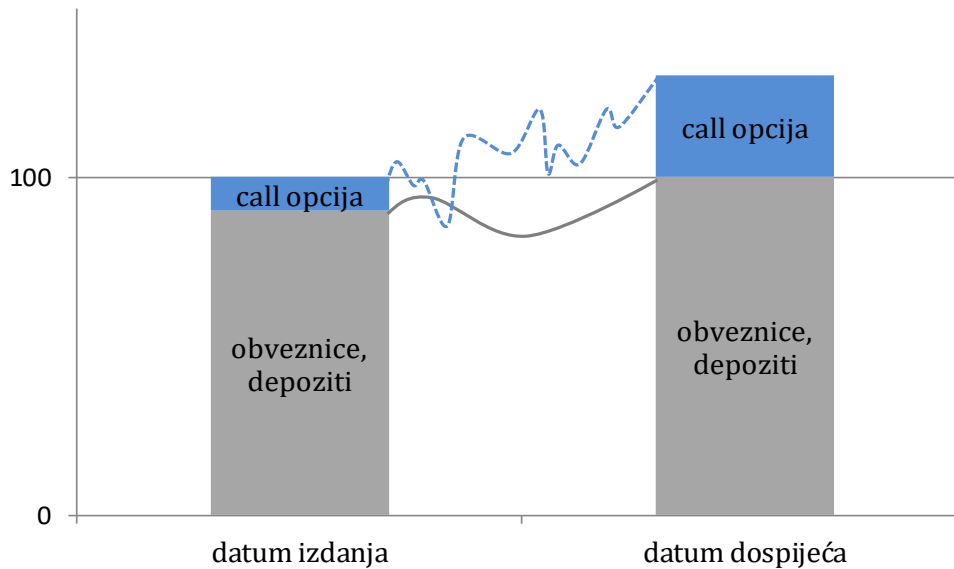 call opcija
100
call opcija
obveznice,
depoziti
obveznice,
depoziti
0
datum izdanja
datum dospijeća